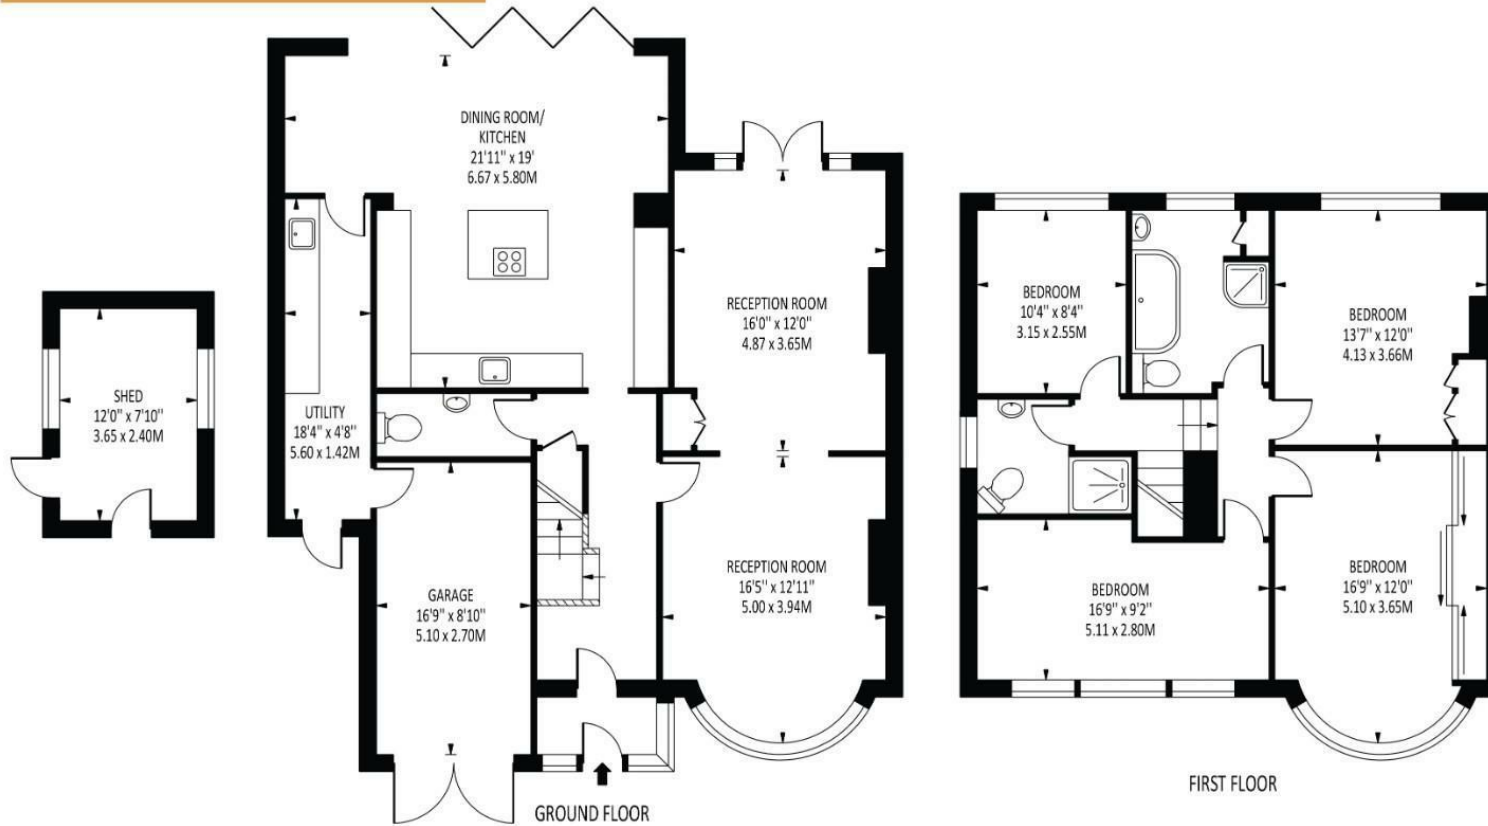 DINING ROOM/
KITCHEN
21'11" x 19'
6.67 x 5.80M
RECEPTION ROOM
16'0" x 12'0"
4.87 x 3.65M
SHED
12'0" x 7'10"
3.65 x 2.40M
UTILITY
18'4" x 4'8"
5.60 x 1.42M
GARAGE
16'9" x 8'10"
5.10 x 2.70M
RECEPTION ROOM
16'5" x 12'11"
5.00 x 3.94M
GROUND FLOOR
BEDROOM
10'4" x 8'4"
3.15 x 2.55M
BEDROOM
13'7" x 12'0"
4.13 x 3.66M
BEDROOM
16'9" x 9'2"
5.11 x 2.80M
BEDROOM
16'9" x 12'0"
5.10 x 3.65M
FIRST FLOOR